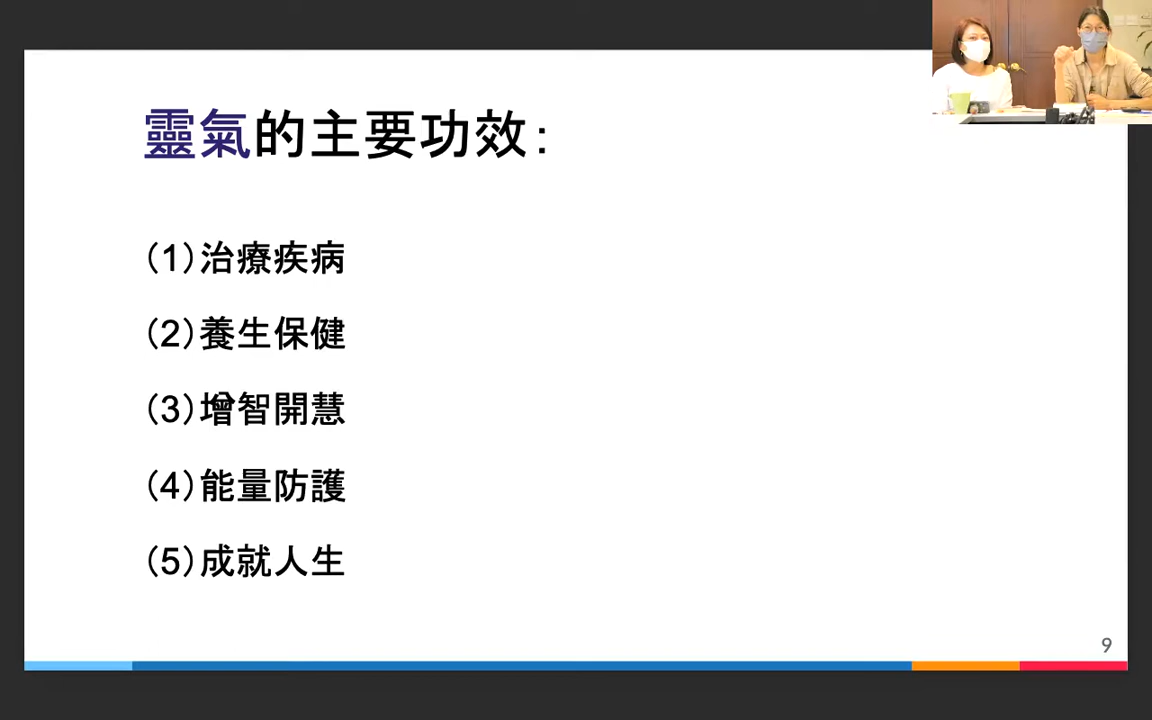 靈氣的主要功效：
(1)治療疾病
(2)養生保健
(3)增智開慧
(4)能量防護
(5)成就人生
9